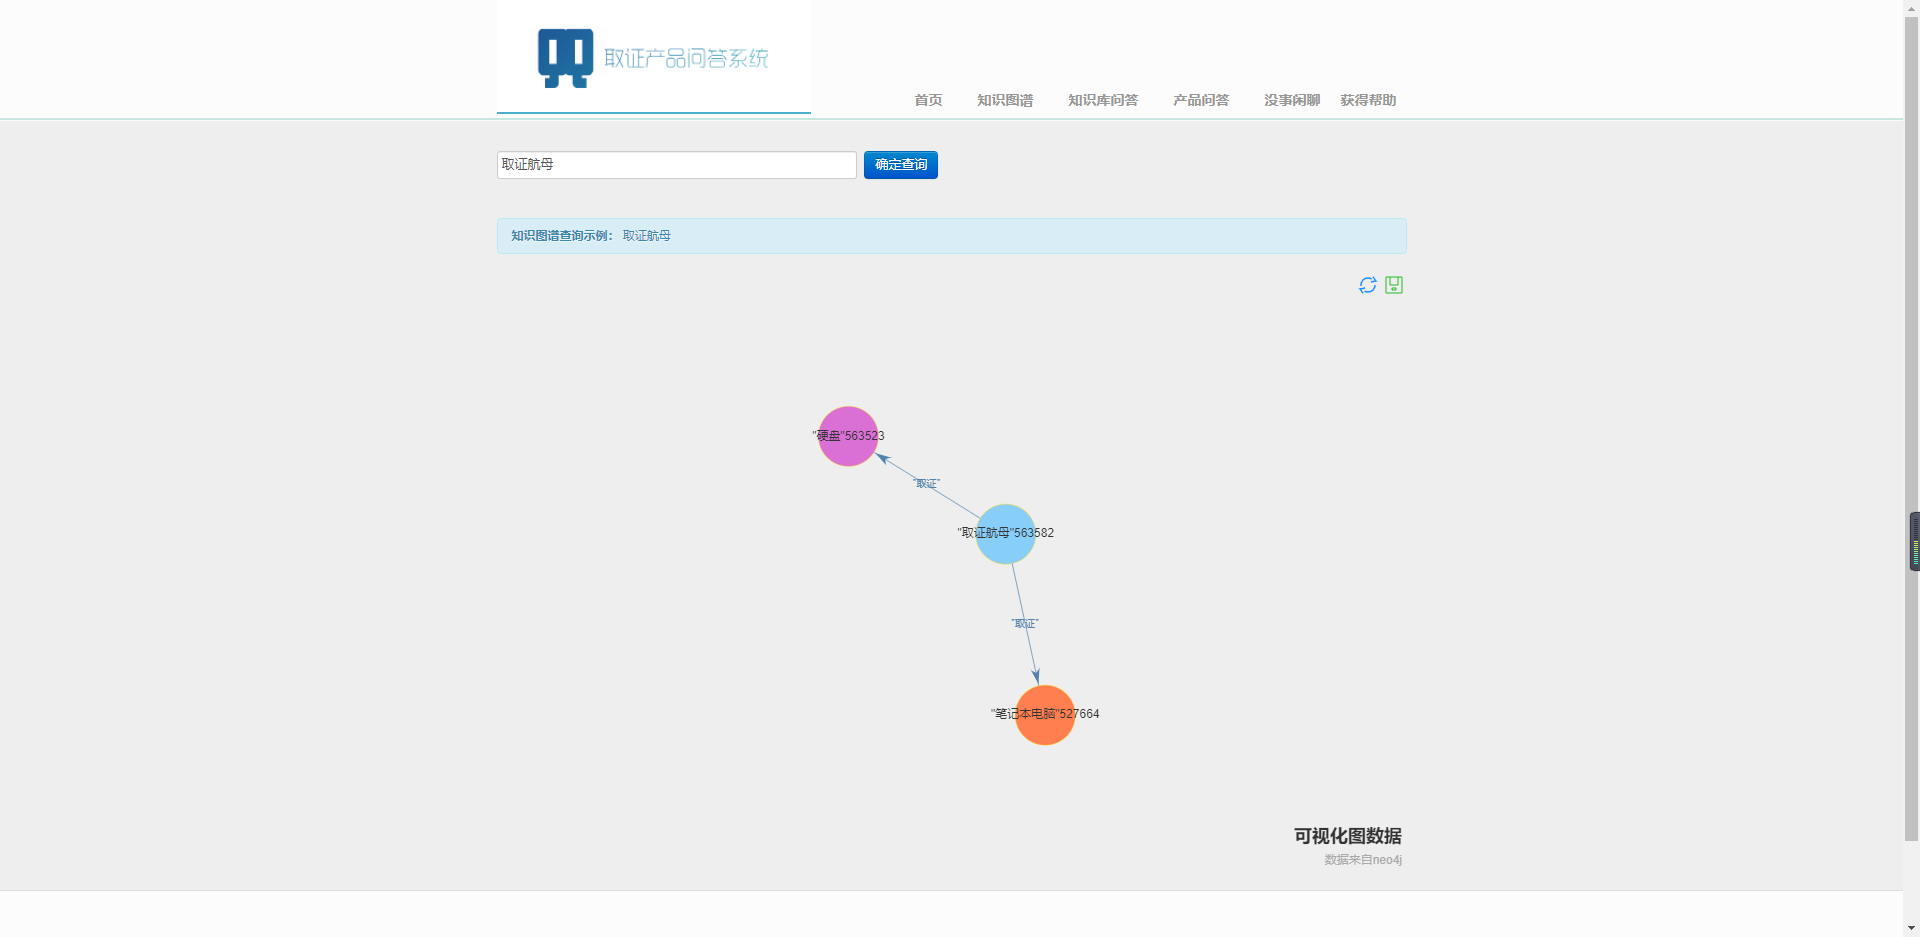 取证产品问答系统
首页 知识图谱 知识库问答 产品问答 没事闲聊 获得帮助
取证航母 确定查询
知识图谱查询示例： 取证航母
"硬盘"563523
"取证"
"取证航母"563582
"取证"
"笔记本电脑"527664
可视化图数据
数据来自neo4j